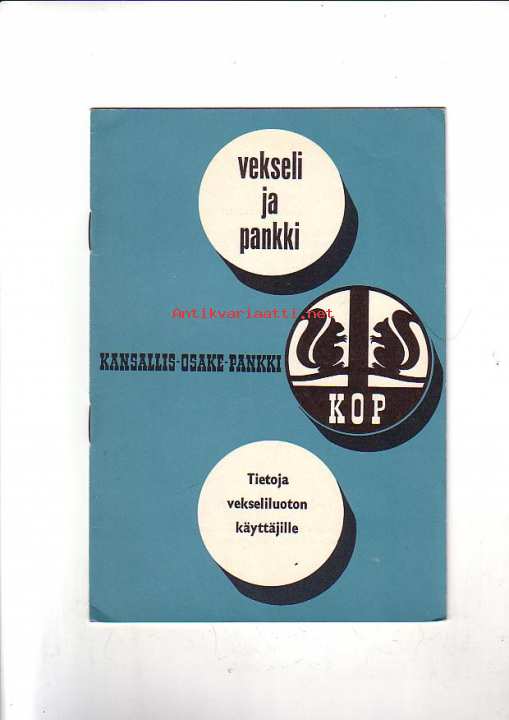 vekseli
ja
pankki
Antikvariaatti.net
KANSALLIS-OSAKE-PANKKI
KOP
Tietoja
vekseliluoton
käyttäjille